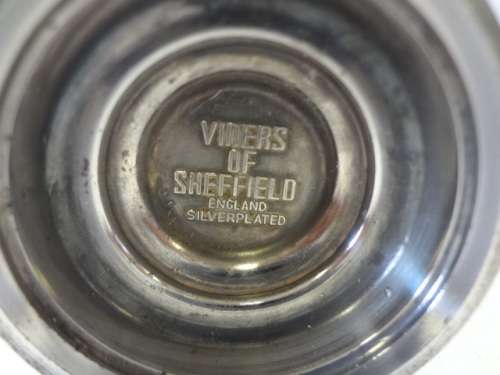 VINERS
OF
SHEFFIELD
ENGLAND
SILVERPLATED